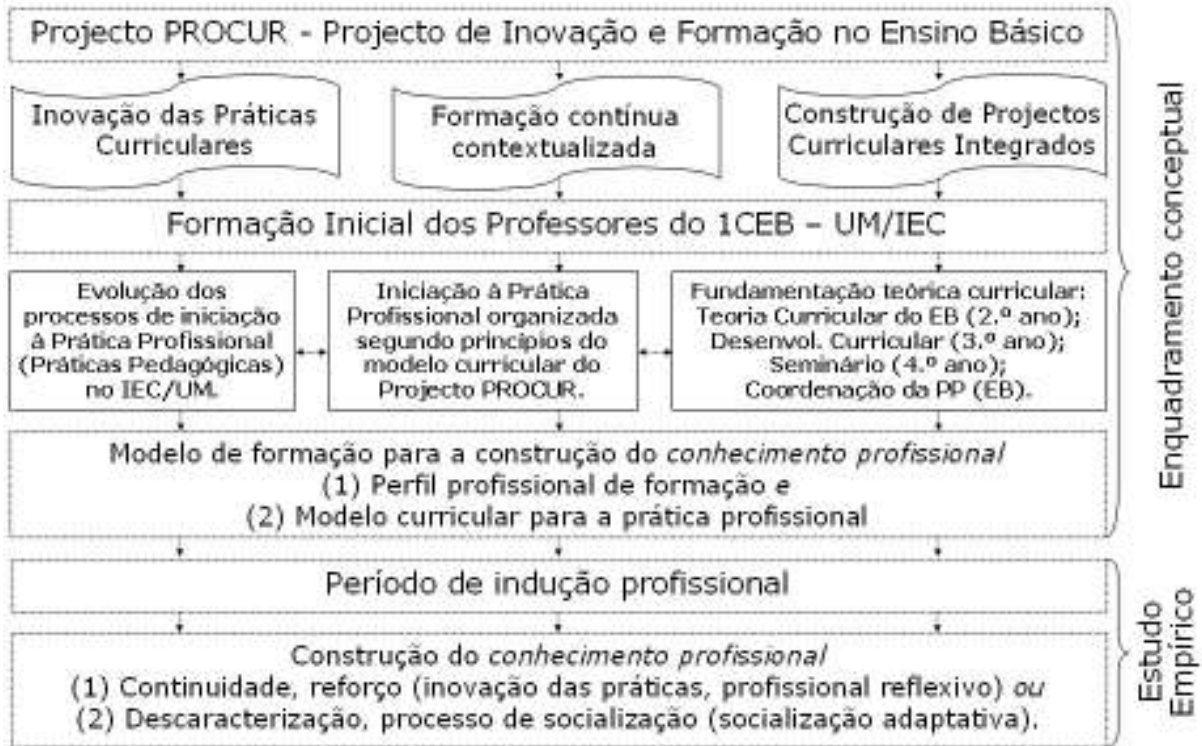 Projecto PROCUR - Projecto de Inovação e Formação no Ensino Básico
Inovação das Práticas
Curriculares
Formação contínua
contextualizada
Construção de Projectos
Curriculares Integrados
Formação Inicial dos Professores do 1CEB – UM/IEC
Evolução dos
processos de iniciação
à Prática Profissional
(Práticas Pedagógicas)
no IEC/UM.
Iniciação à Prática
Profissional organizada
segundo princípios do
modelo curricular do
Projecto PROCUR.
Fundamentação teórica curricular:
Teoria Curricular do EB (2.º ano);
Desenvol. Curricular (3.º ano);
Seminário (4.º ano);
Coordenação da PP (EB).
Modelo de formação para a construção do conhecimento profissional
(1) Perfil profissional de formação e
(2) Modelo curricular para a prática profissional
Enquadramento conceptual
Período de indução profissional
Construção do conhecimento profissional
(1) Continuidade, reforço (inovação das práticas, profissional reflexivo) ou
(2) Descaracterização, processo de socialização (socialização adaptativa).
Estudo
Empírico